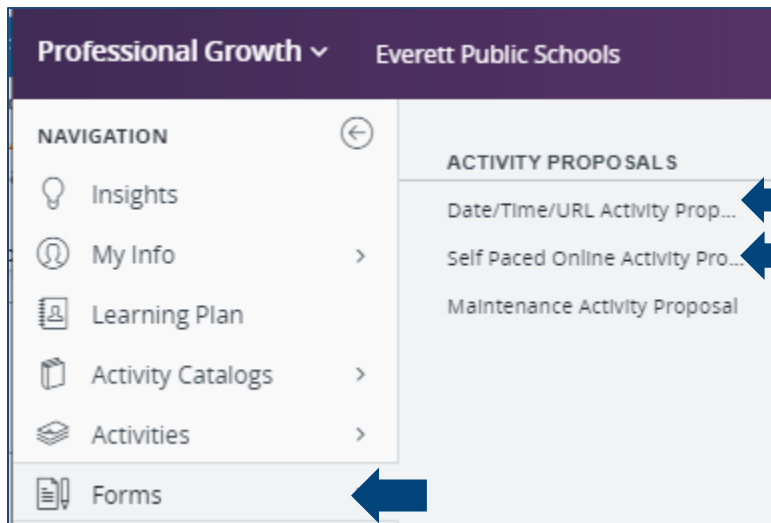 Professional Growth Everett Public Schools
NAVIGATION
Insights
My Info
Learning Plan
Activity Catalogs
Activities
Forms
ACTIVITY PROPOSALS
Date/Time/URL Activity Prop...
Self Paced Online Activity Pro...
Maintenance Activity Proposal